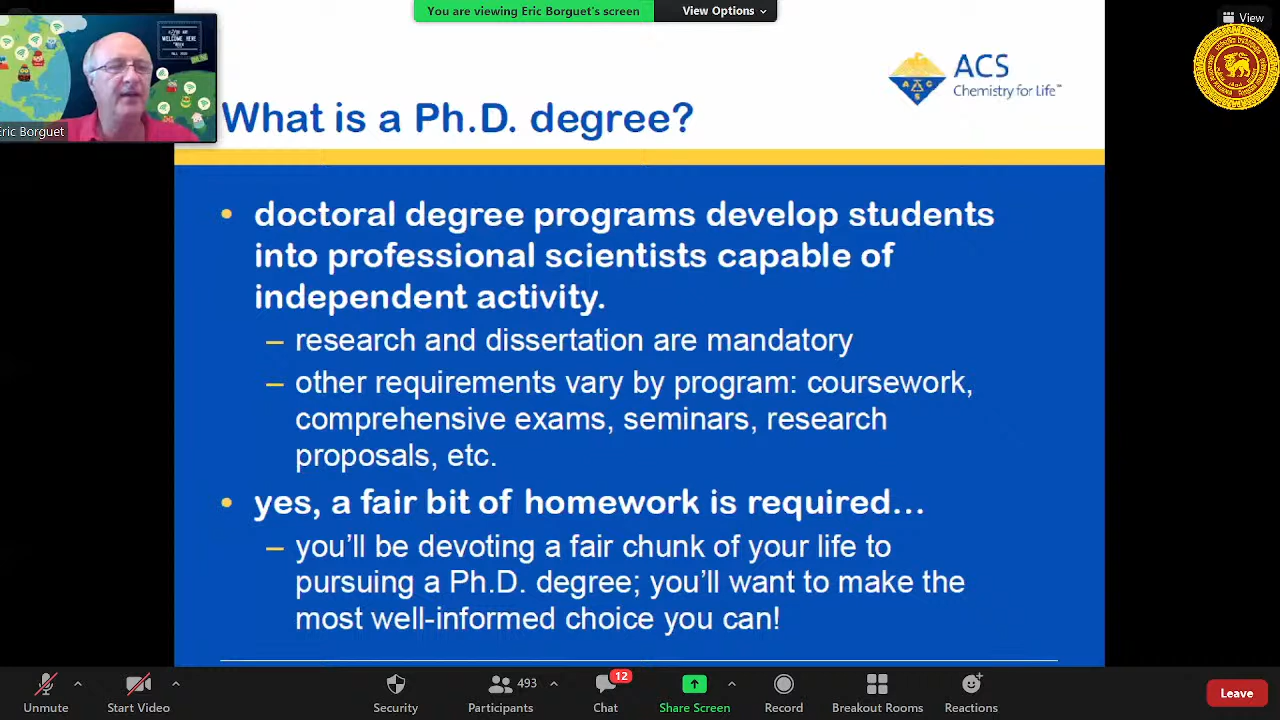 You are viewing Eric Borguet's screen
View Options
View
WELCOME HERE
Eric Borguet
ACS
Chemistry for Life™
What is a Ph.D. degree?
• doctoral degree programs develop students
into professional scientists capable of
independent activity.
– research and dissertation are mandatory
– other requirements vary by program: coursework,
comprehensive exams, seminars, research
proposals, etc.
• yes, a fair bit of homework is required…
– you'll be devoting a fair chunk of your life to
pursuing a Ph.D. degree; you'll want to make the
most well-informed choice you can!
Unmute
Start Video
Security
493
Participants
12
Chat
Share Screen
Record
Breakout Rooms
Reactions
Leave